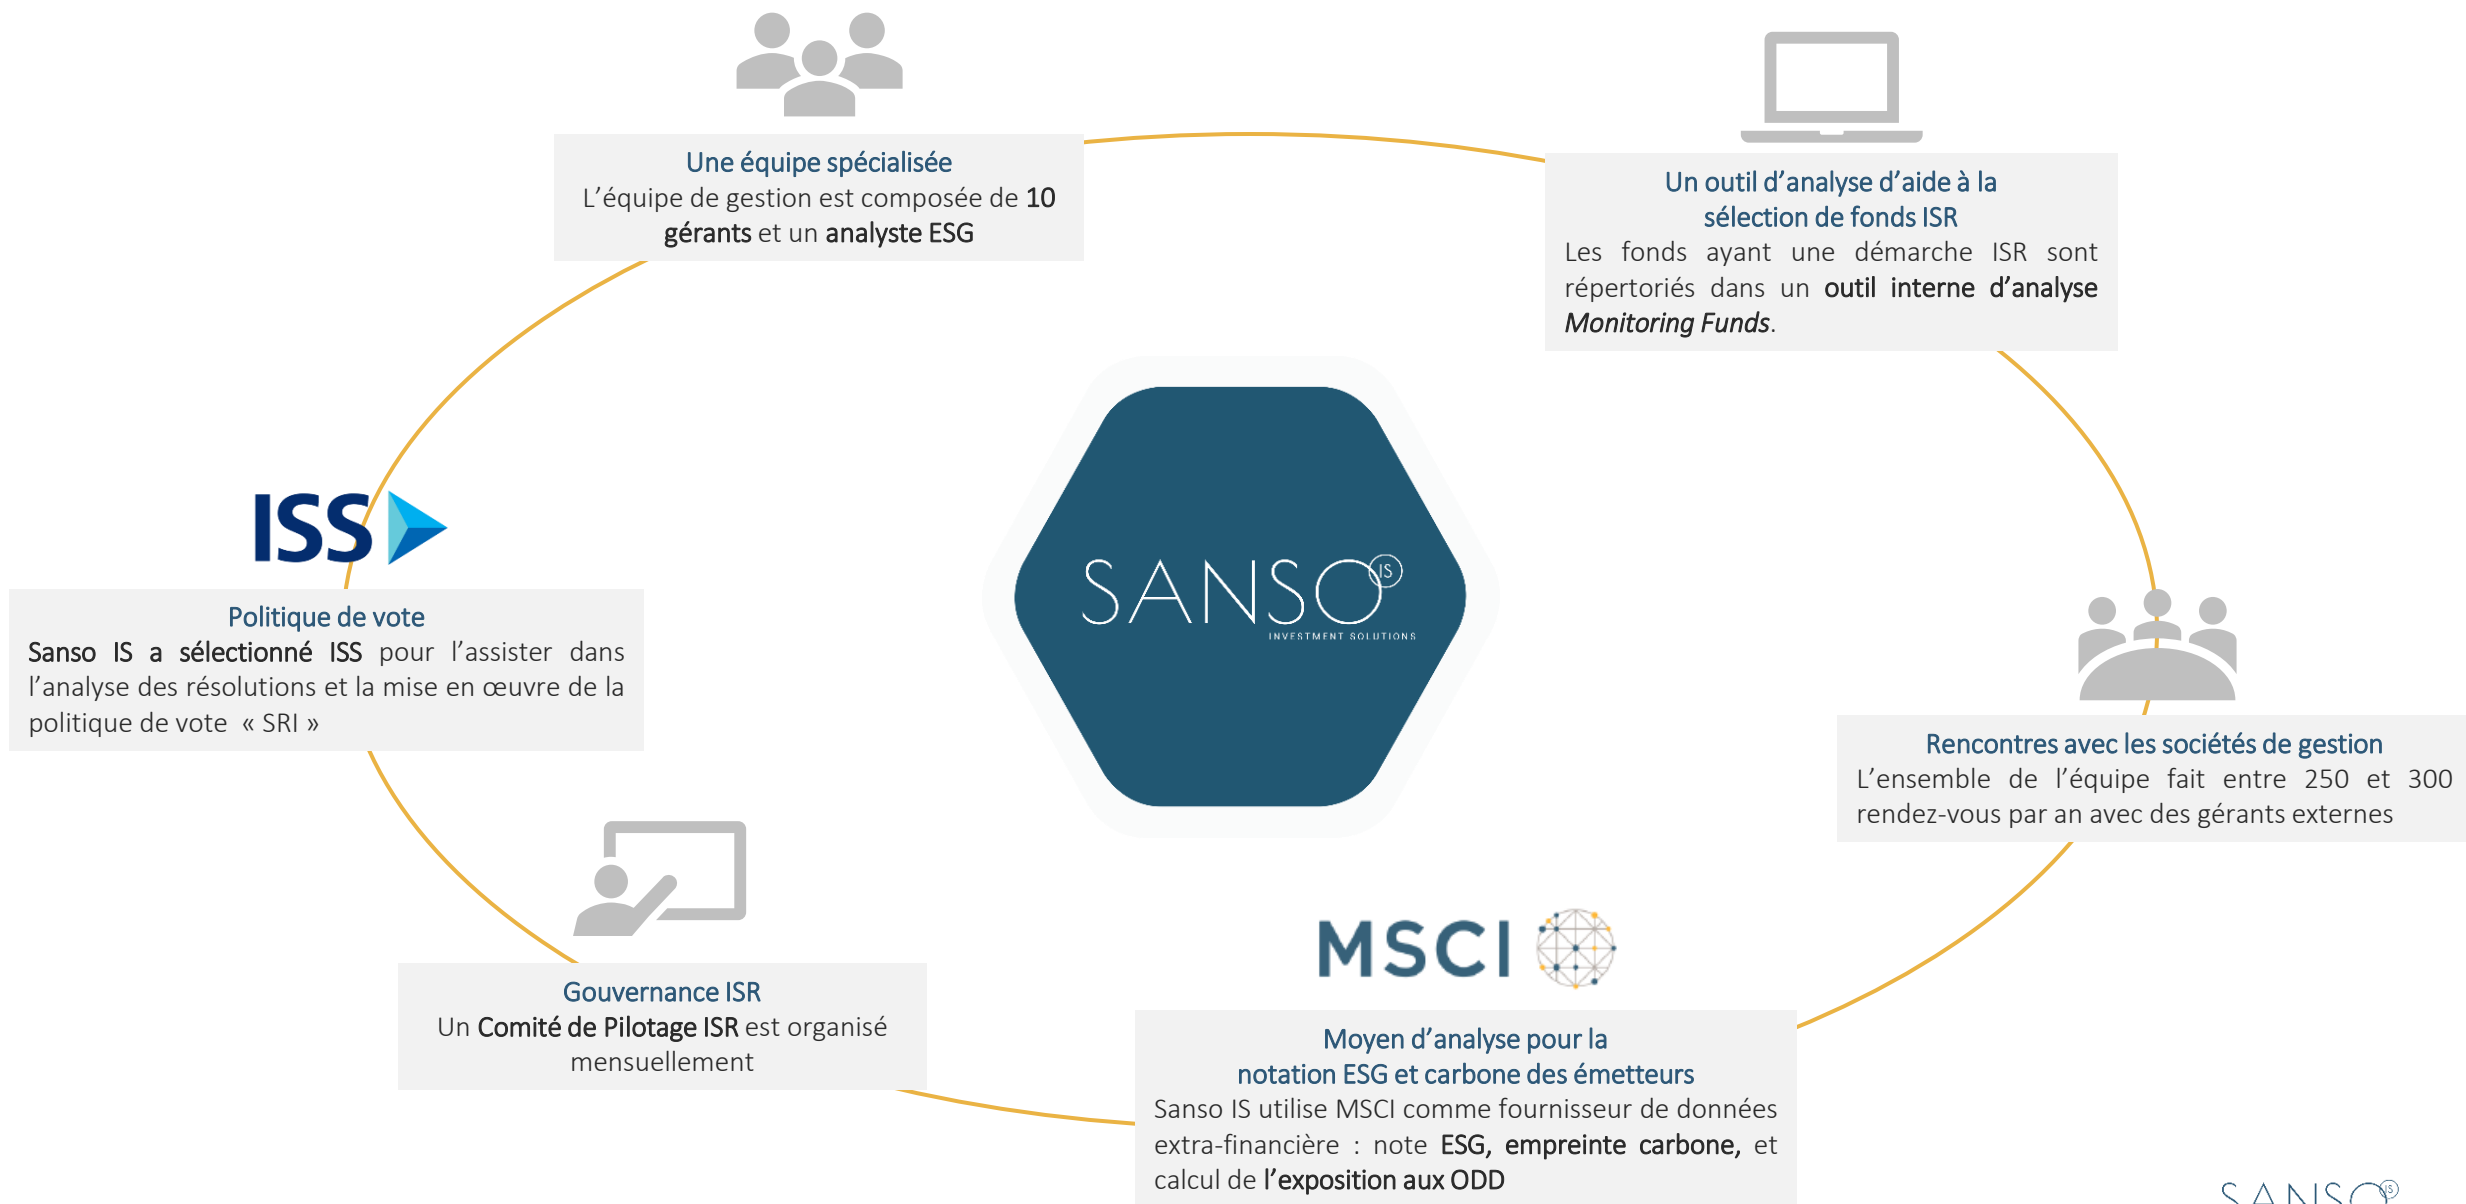 Une équipe spécialisée
L’équipe de gestion est composée de 10
gérants et un analyste ESG
Un outil d’analyse d’aide à la
sélection de fonds ISR
Les fonds ayant une démarche ISR sont
répertoriés dans un outil interne d’analyse
Monitoring Funds.
ISS
Politique de vote
Sanso IS a sélectionné ISS pour l’assister dans
l’analyse des résolutions et la mise en œuvre de la
politique de vote « SRI »
SANSO IS
INVESTMENT SOLUTIONS
Rencontres avec les sociétés de gestion
L’ensemble de l’équipe fait entre 250 et 300
rendez-vous par an avec des gérants externes
Gouvernance ISR
Un Comité de Pilotage ISR est organisé
mensuellement
MSCI
Moyen d’analyse pour la
notation ESG et carbone des émetteurs
Sanso IS utilise MSCI comme fournisseur de données
extra-financière : note ESG, empreinte carbone, et
calcul de l’exposition aux ODD
SANSO IS